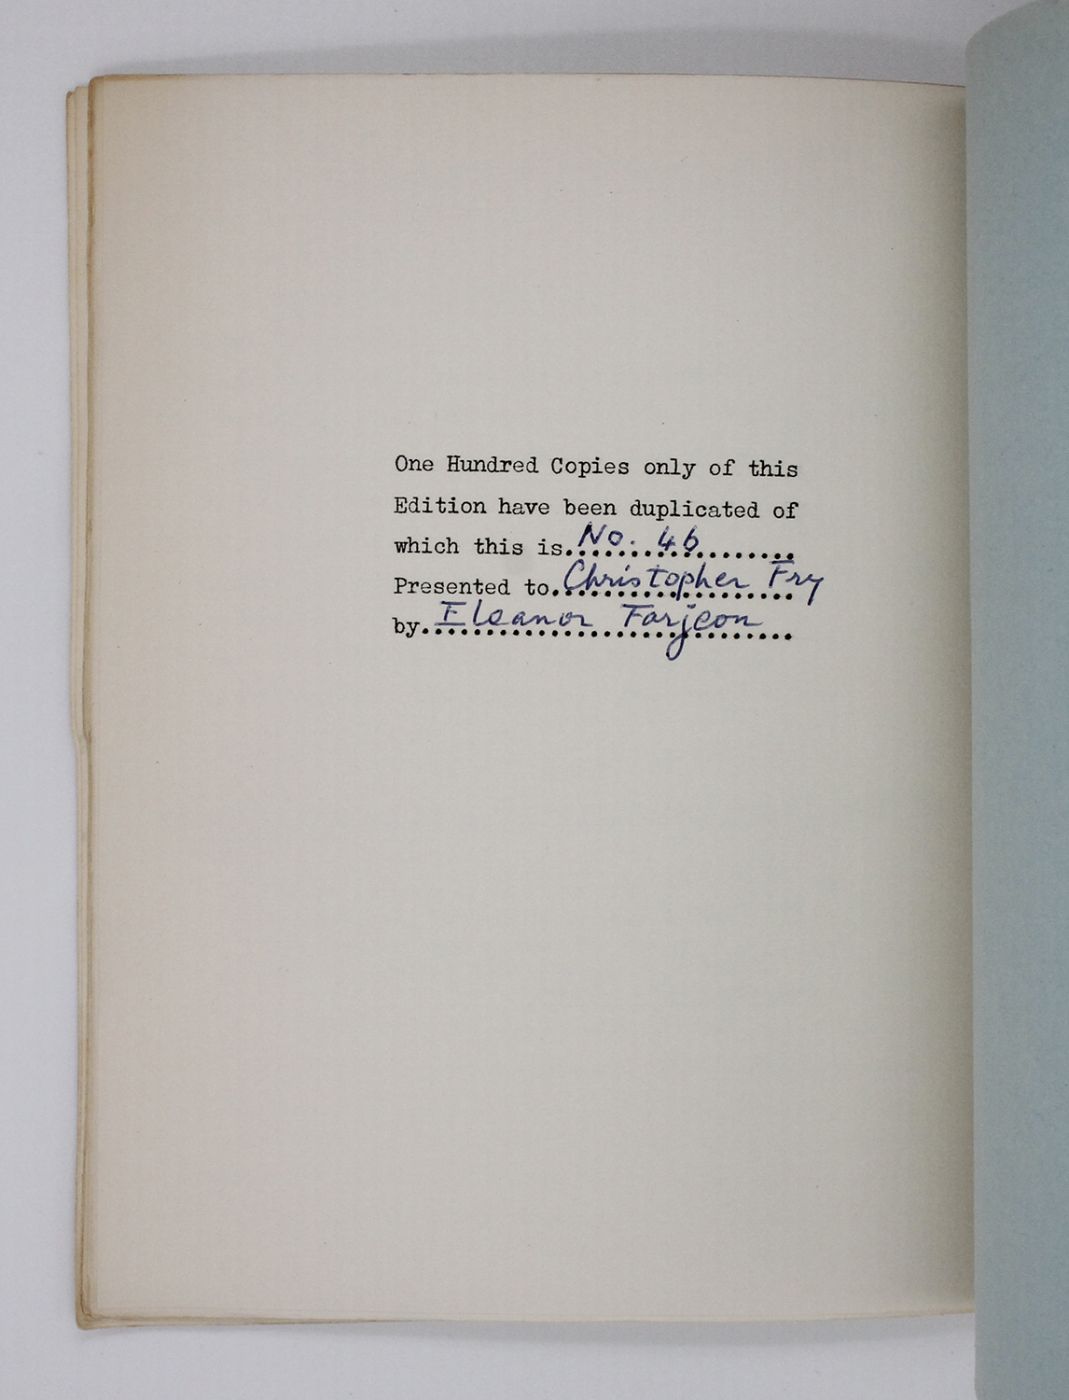 One Hundred Copies only of this
Edition have been duplicated of
which this is..No. 46........
Presented to..Christopher Fry
by..Eleanor Farjeon........